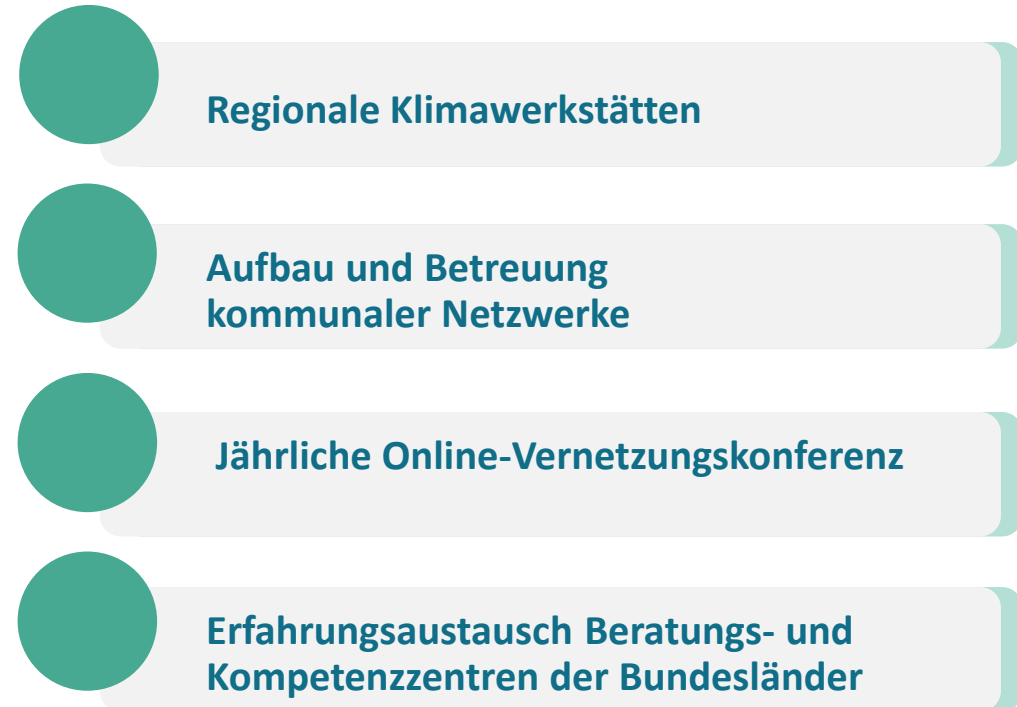 Regionale Klimawerkstätten
Aufbau und Betreuung
kommunaler Netzwerke
Jährliche Online-Vernetzungskonferenz
Erfahrungsaustausch Beratungs- und
Kompetenzzentren der Bundesländer